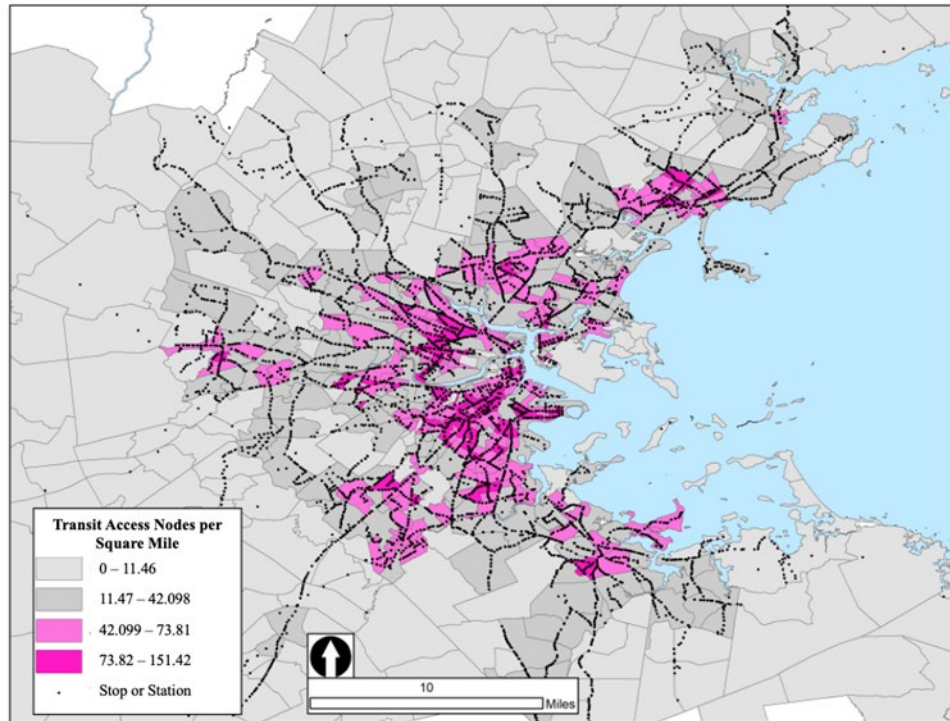 Transit Access Nodes per
Square Mile
0 – 11.46
11.47 – 42.098
42.099 – 73.81
73.82 – 151.42
Stop or Station
10
Miles